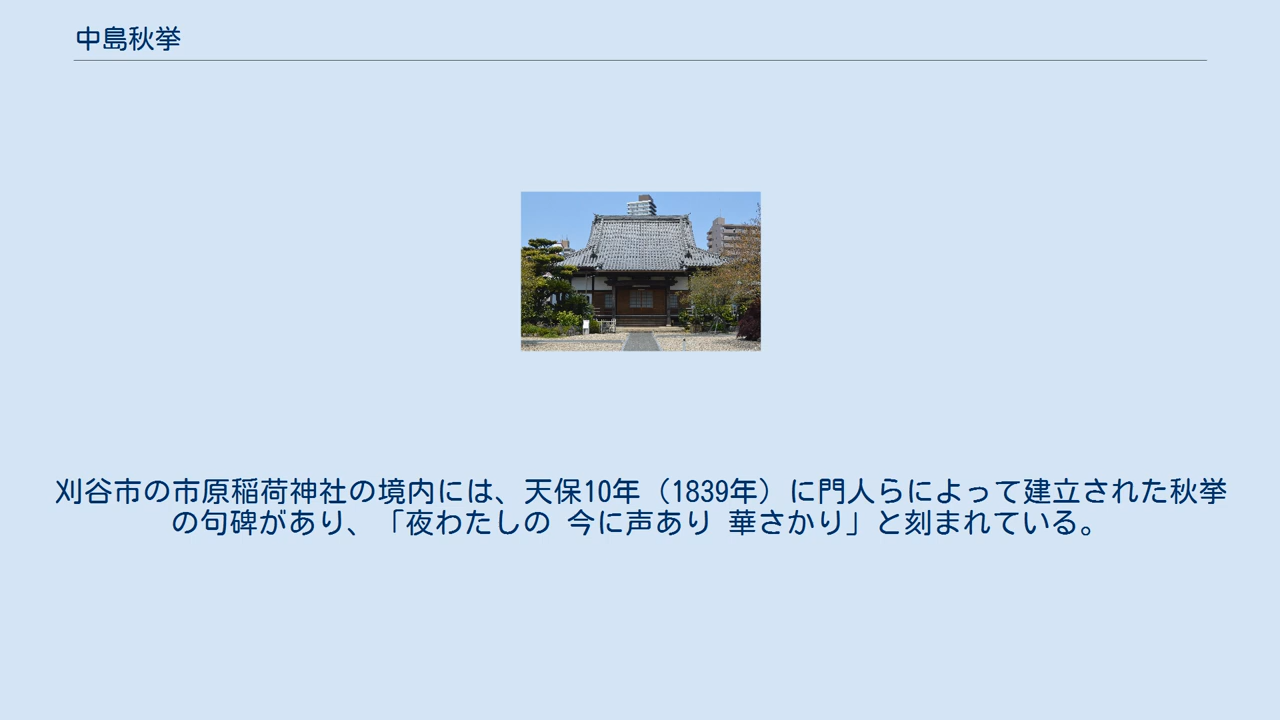 中島秋挙
刈谷市の市原稲荷神社の境内には、天保10年（1839年）に門人らによって建立された秋挙
の句碑があり、「夜わたしの 今に声あり 華さかり」と刻まれている。